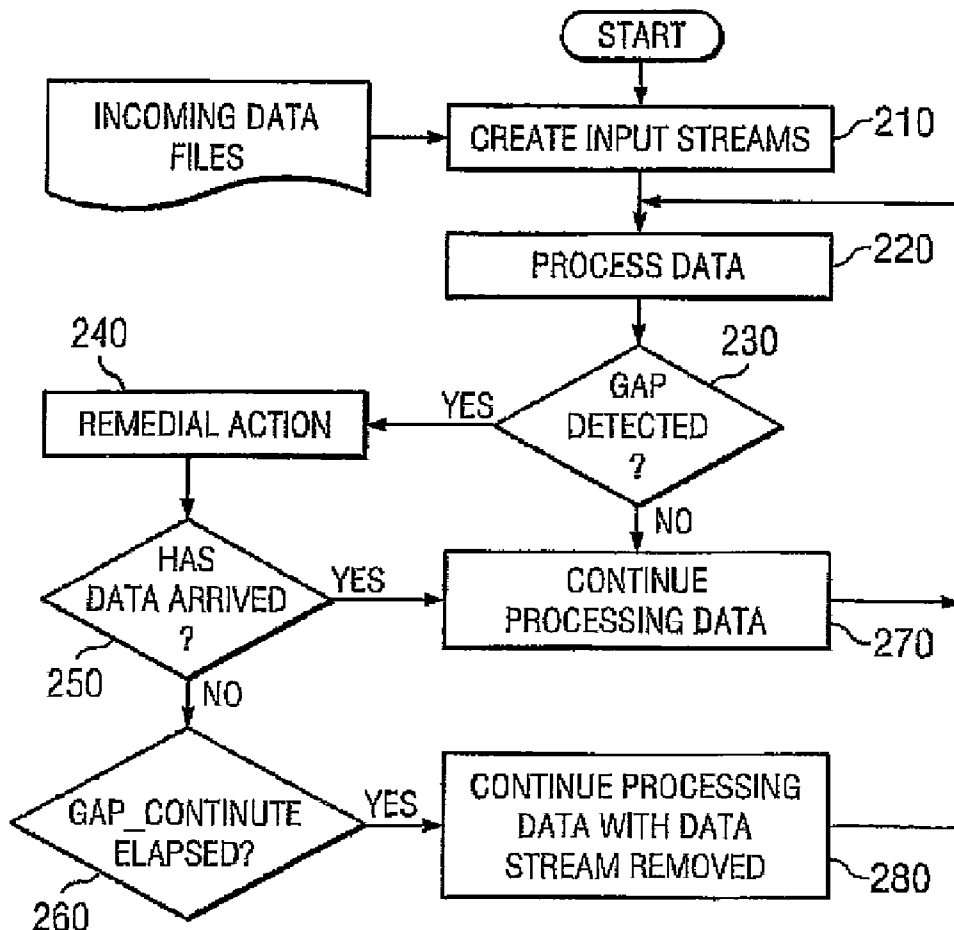 START
INCOMING DATA
FILES
CREATE INPUT STREAMS
210
PROCESS DATA
220
240
230
REMEDIAL ACTION
YES
GAP
DETECTED
?
NO
HAS
DATA ARRIVED
?
YES
250
NO
CONTINUE
PROCESSING DATA
270
GAP_CONTINUTE
ELAPSED?
YES
260
CONTINUE PROCESSING
DATA WITH DATA
STREAM REMOVED
280